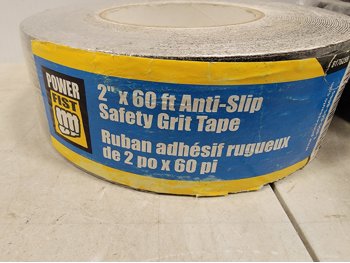 POWER
FIST
2" x 60 ft Anti-Slip
Safety Grit Tape
Ruban adhésif rugueux
de 2 po x 60 pi